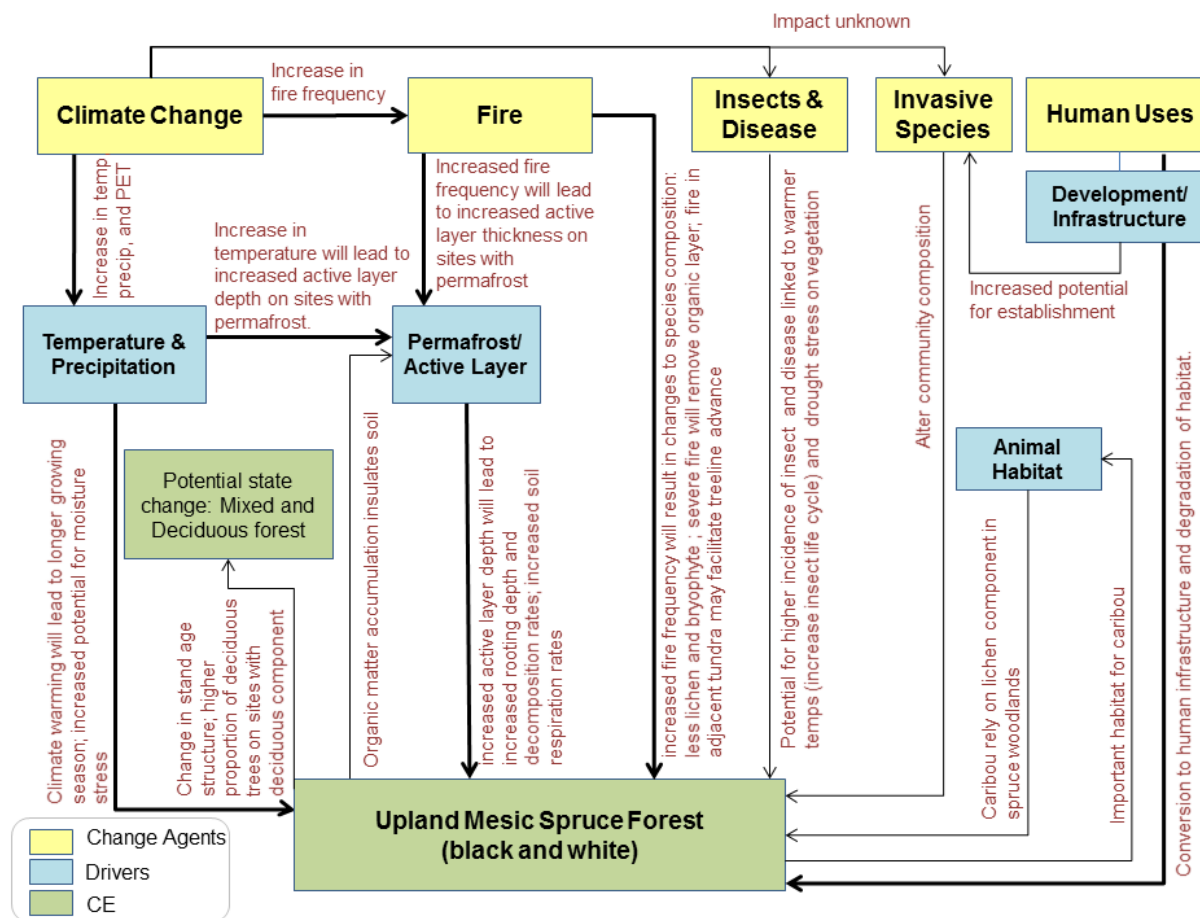 Impact unknown
Increase in
fire frequency
Climate Change
Fire
Insects &
Disease
Invasive
Species
Human Uses
Development/
Infrastructure
Increase in temp
precip, and PET
Increase in
temperature will lead to
increased active layer
depth on sites with
permafrost.
Increased fire
frequency will lead
to increased active
layer thickness on
sites with
permafrost
Increased potential
for establishment
Temperature &
Precipitation
Permafrost/
Active Layer
increased fire frequency will result in changes to species composition:
less lichen and bryophyte ; severe fire will remove organic layer; fire in
adjacent tundra may facilitate treeline advance
Potential for higher incidence of insect and disease linked to warmer
temps (increase insect life cycle) and drought stress on vegetation
Alter community composition
Animal
Habitat
Potential state
change: Mixed and
Deciduous forest
Climate warming will lead to longer growing
season; increased potential for moisture
stress
Change in stand age
structure; higher
proportion of deciduous
trees on sites with
deciduous component
Organic matter accumulation insulates soil
Increased active layer depth will lead to
increased rooting depth and
decomposition rates; increased soil
respiration rates
Caribou rely on lichen component in
spruce woodlands
Important habitat for caribou
Conversion to human infrastructure and degradation of habitat.
Upland Mesic Spruce Forest
(black and white)
Change Agents
Drivers
CE